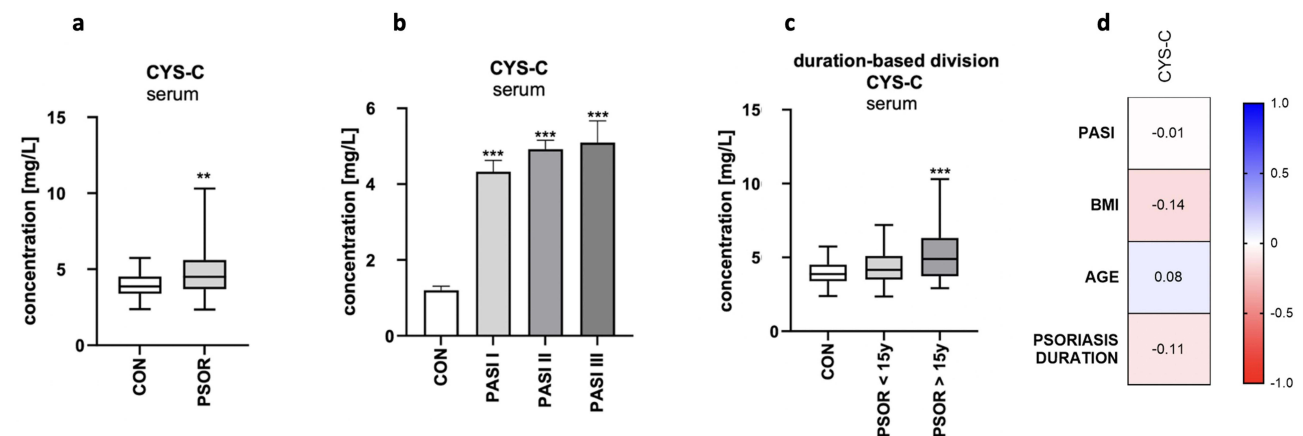 a
CYS-C
serum
concentration [mg/L]
15
10
5
0
**
CON
PSOR
b
CYS-C
serum
concentration [mg/L]
6
4
2
0
***
***
***
CON
PASI I
PASI II
PASI III
c
duration-based division
CYS-C
serum
concentration [mg/L]
15
10
5
0
***
CON
PSOR < 15y
PSOR > 15y
d
CYS-C
PASI
-0.01
BMI
-0.14
AGE
0.08
PSORIASIS
DURATION
-0.11
1.0
0.5
0
-0.5
-1.0